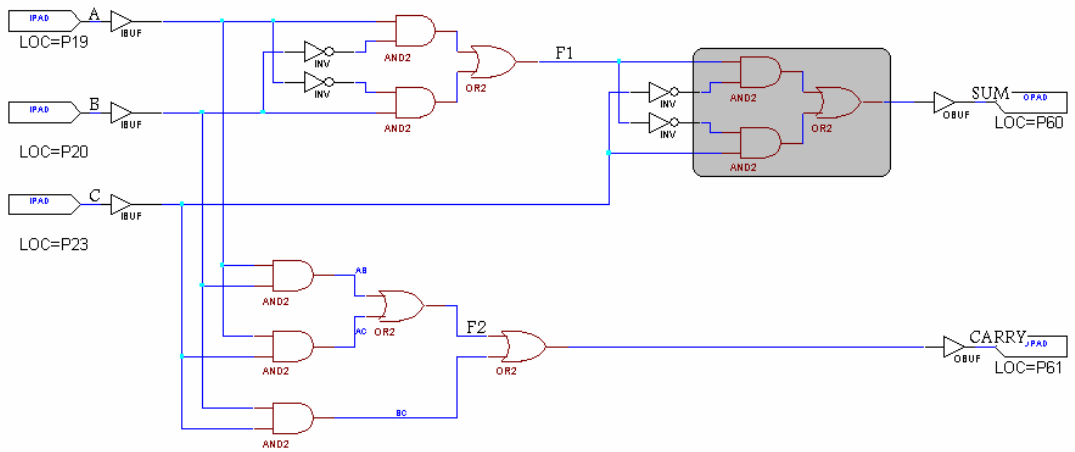 IPAD A IBUF
LOC=P19
INV
AND2
INV
AND2
OR2
F1
INV
AND2
INV
AND2
OR2
OBUF
SUM OPAD
LOC=P60
IPAD B IBUF
LOC=P20
IPAD C IBUF
LOC=P23
AND2
AB
AC
OR2
AND2
F2
OR2
BC
AND2
OBUF
CARRY PAD
LOC=P61